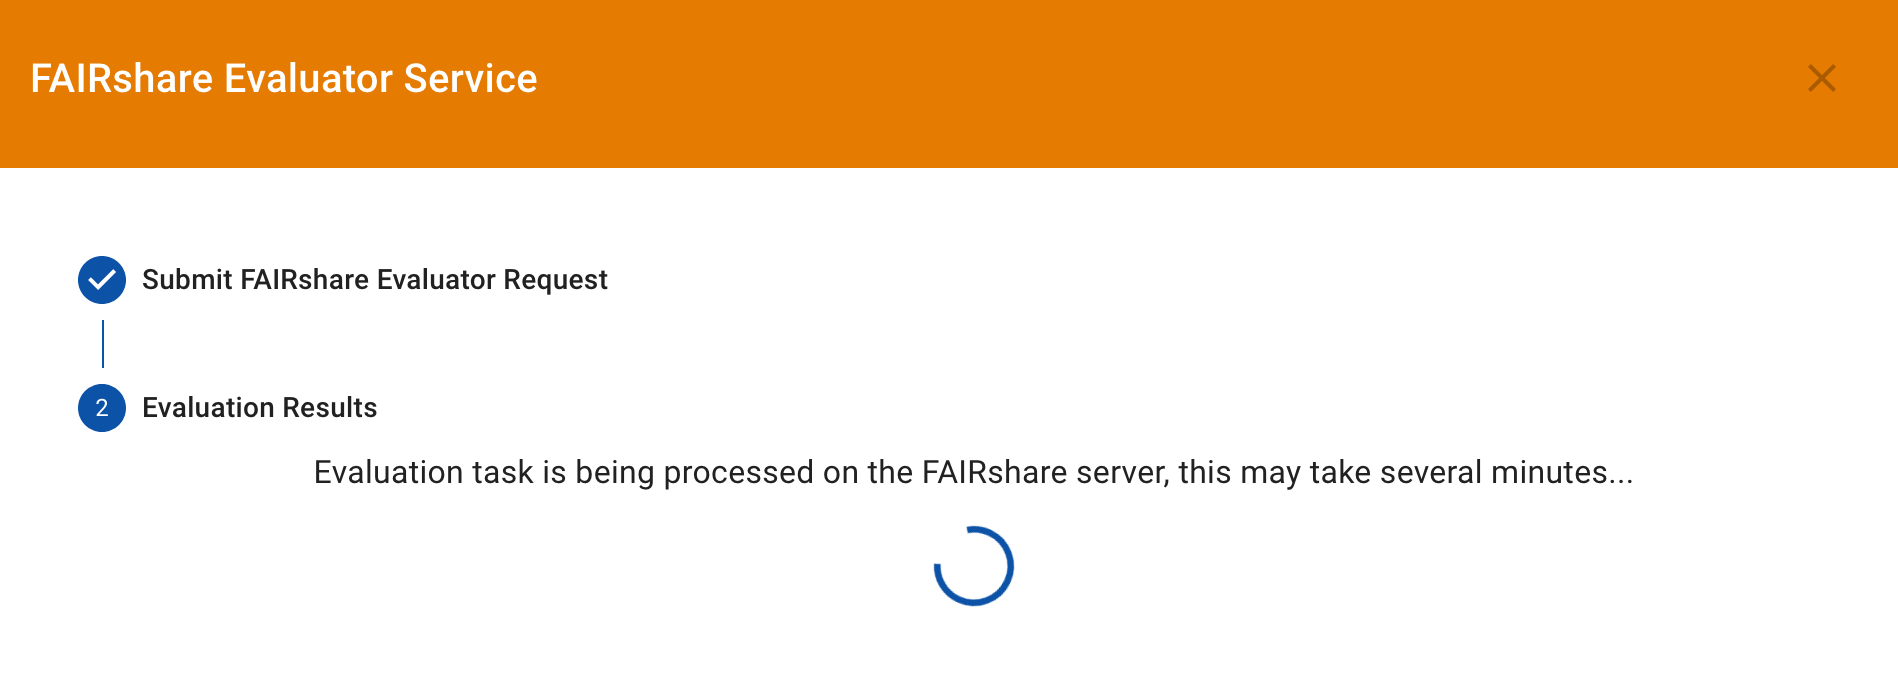 FAIRshare Evaluator Service
Submit FAIRshare Evaluator Request
2 Evaluation Results
Evaluation task is being processed on the FAIRshare server, this may take several minutes...